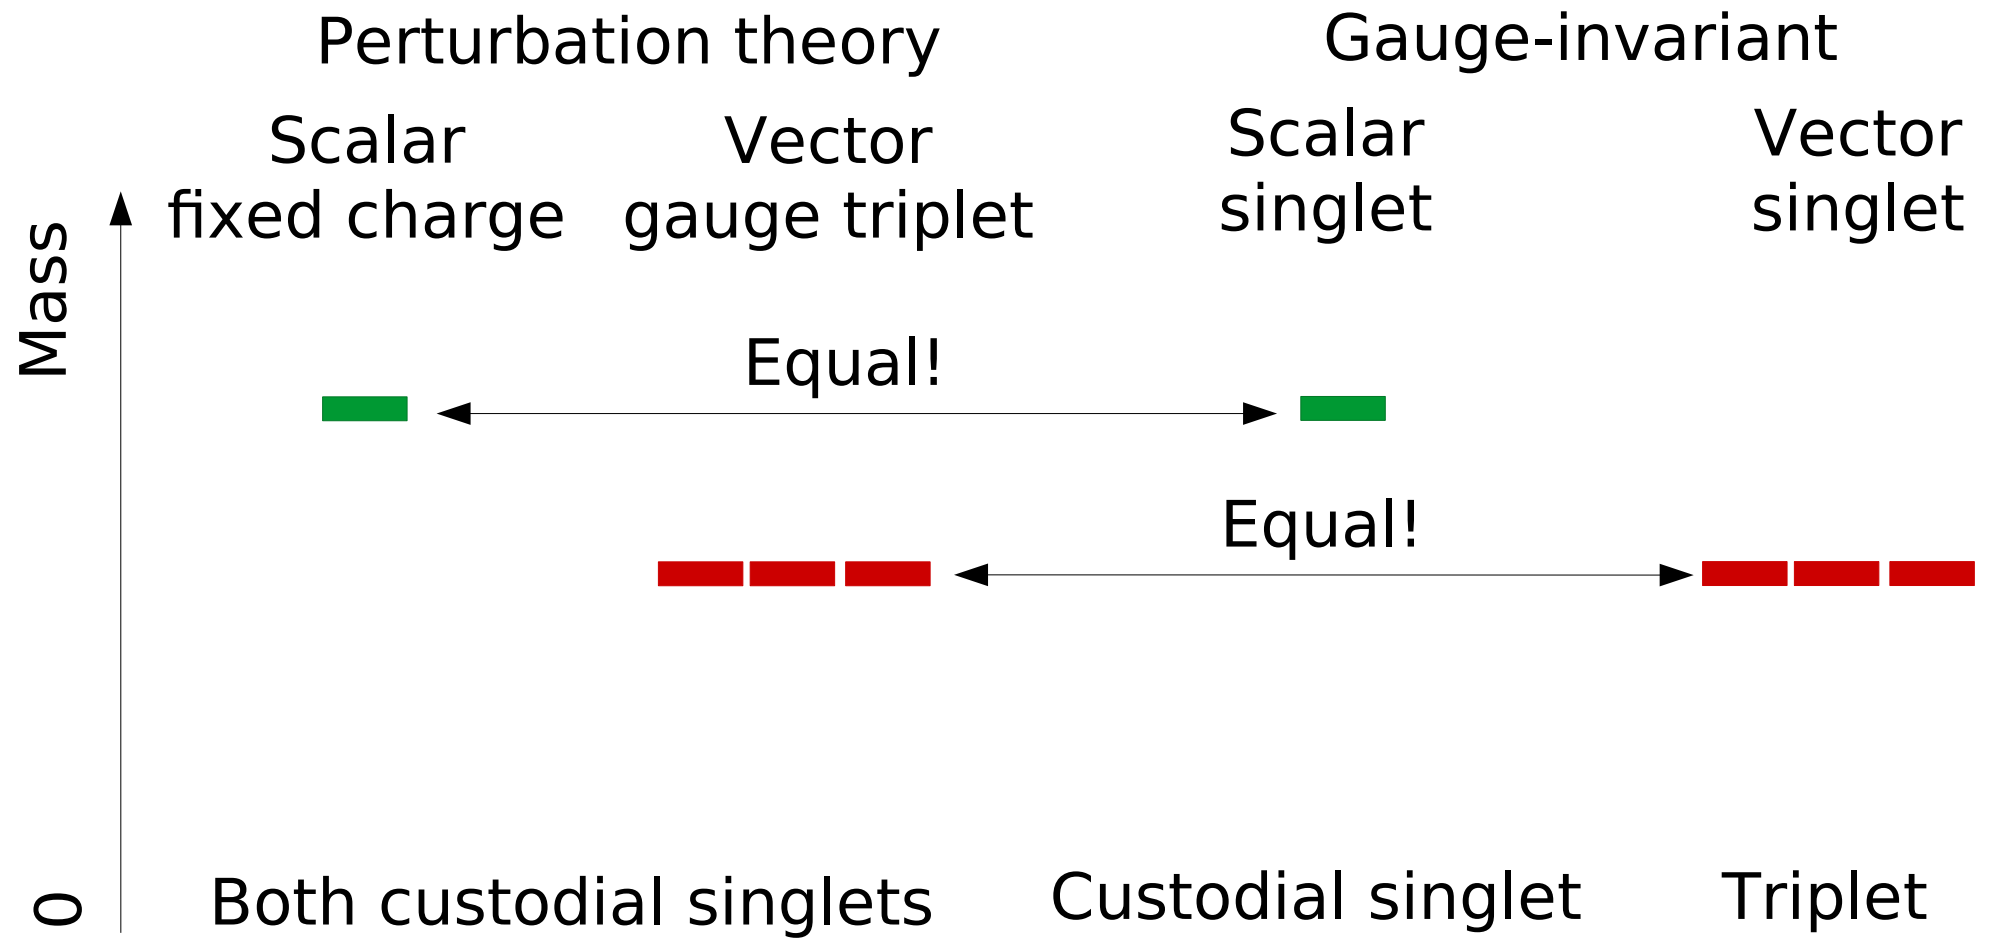 Perturbation theory
Gauge-invariant
Scalar
fixed charge
Vector
gauge triplet
Scalar
singlet
Vector
singlet
Mass
Equal!
Equal!
0
Both custodial singlets
Custodial singlet
Triplet